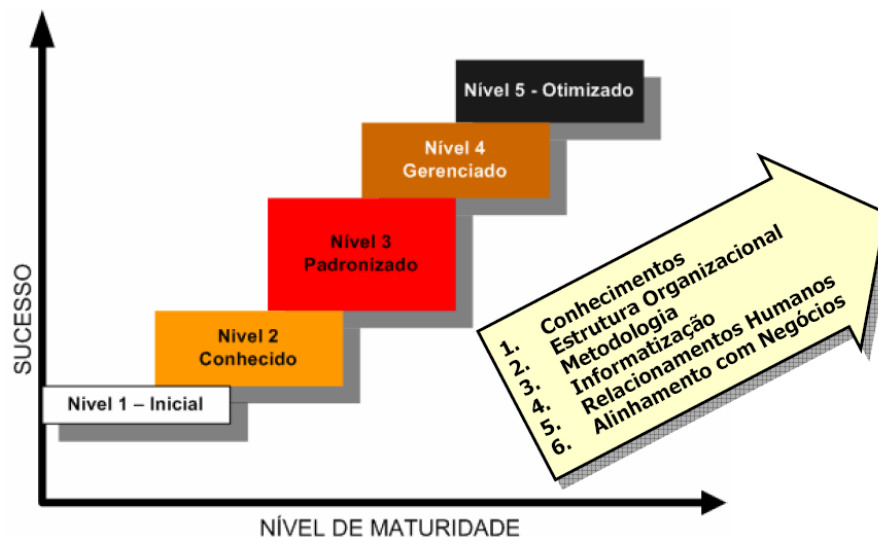 SUCESSO
Nível 5 - Otimizado
Nível 4
Gerenciado
Nível 3
Padronizado
Nível 2
Conhecido
Nivel 1 – Inicial
1. Conhecimentos
2. Estrutura Organizacional
3. Metodologia
4. Informatização
5. Relacionamentos Humanos
6. Alinhamento com Negócios
NÍVEL DE MATURIDADE